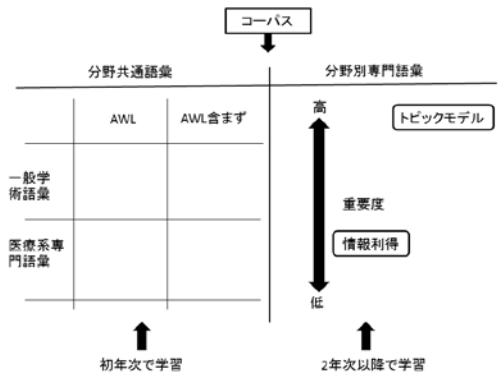 コーパス
分野共通語彙
分野別専門語彙
AWL
AWL含まず
高
トピックモデル
一般学
術語彙
重要度
医療系専
門語彙
情報利得
低
初年次で学習
2年次以降で学習